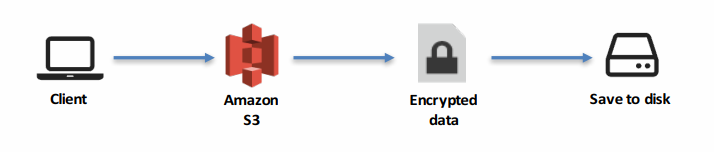 Client
Amazon
S3
Encrypted
data
Save to disk